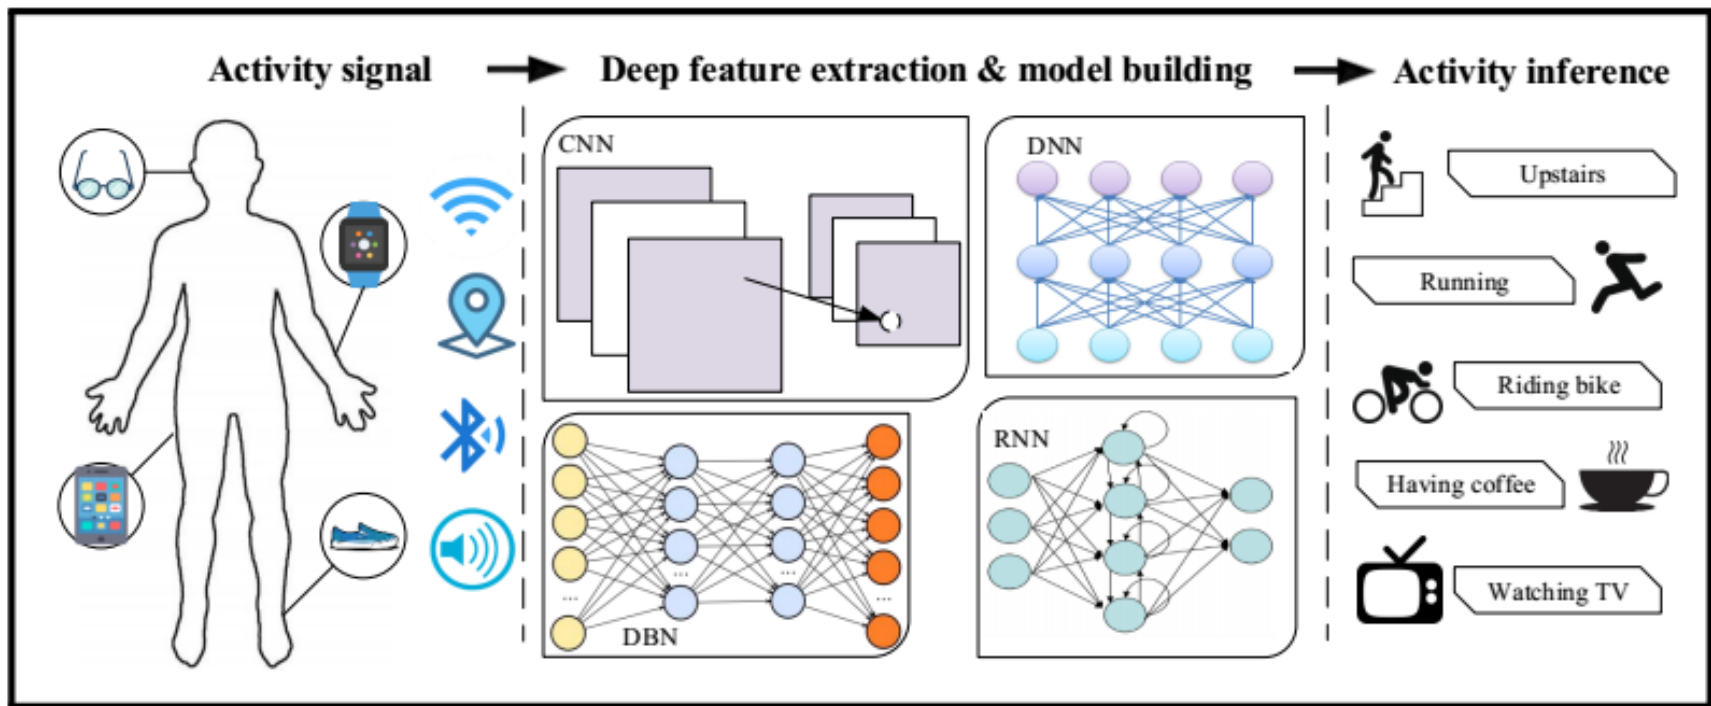 Activity signal
Deep feature extraction & model building
Activity inference
CNN
DNN
Upstairs
Running
RNN
Riding bike
Having coffee
...
...
...
...
DBN
Watching TV